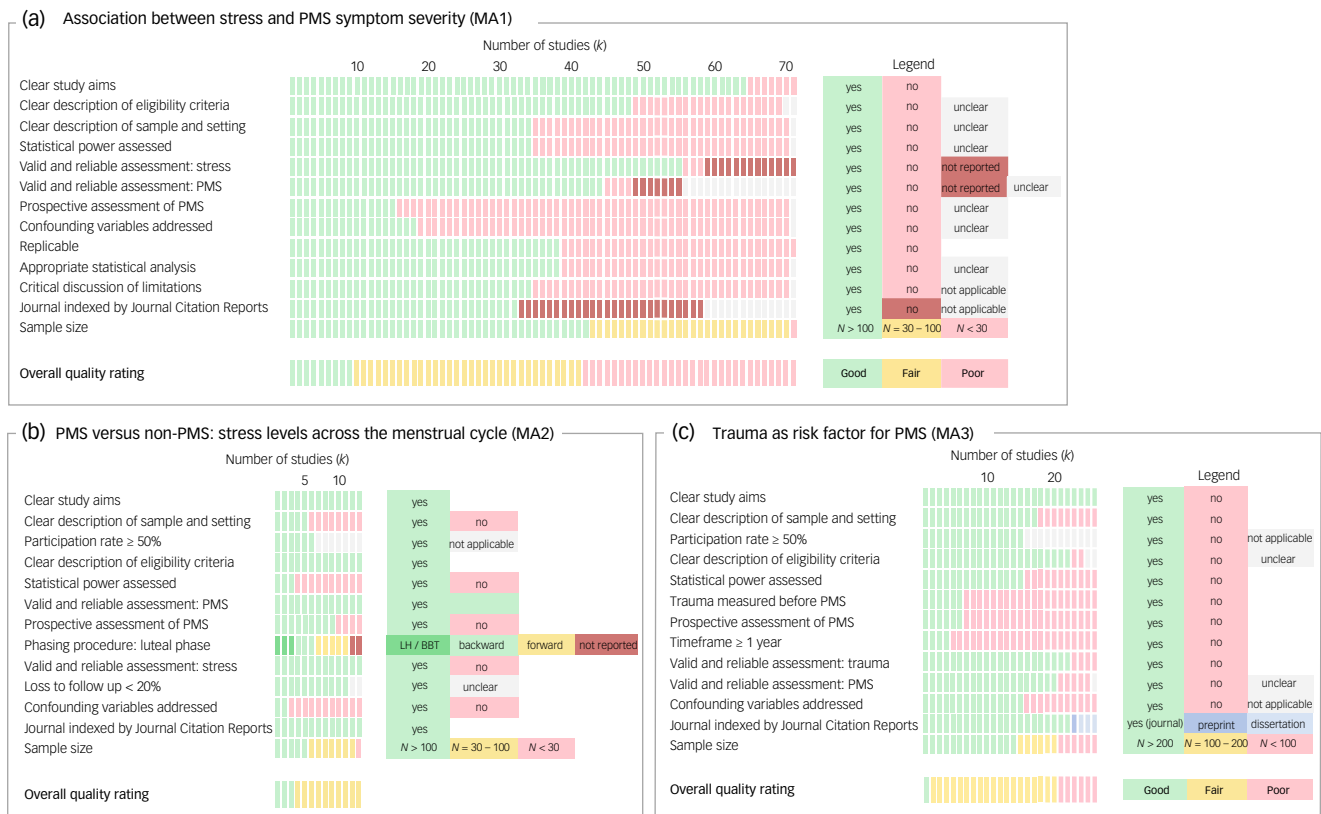 (a) Association between stress and PMS symptom severity (MA1)
Number of studies (k)
10 20 30 40 50 60 70 Legend
Clear study aims yes no
Clear description of eligibility criteria yes no unclear
Clear description of sample and setting yes no unclear
Statistical power assessed yes no unclear
Valid and reliable assessment: stress yes no not reported
Valid and reliable assessment: PMS yes no not reported unclear
Prospective assessment of PMS yes no unclear
Confounding variables addressed yes no unclear
Replicable yes no
Appropriate statistical analysis yes no unclear
Critical discussion of limitations yes no not applicable
Journal indexed by Journal Citation Reports yes no not applicable
Sample size N > 100 N = 30 – 100 N < 30
Overall quality rating Good Fair Poor
(b) PMS versus non-PMS: stress levels across the menstrual cycle (MA2)
Number of studies (k)
5 10
Clear study aims yes
Clear description of sample and setting yes no
Participation rate ≥ 50% yes not applicable
Clear description of eligibility criteria yes
Statistical power assessed yes no
Valid and reliable assessment: PMS yes
Prospective assessment of PMS yes no
Phasing procedure: luteal phase LH / BBT backward forward not reported
Valid and reliable assessment: stress yes no
Loss to follow up < 20% yes unclear
Confounding variables addressed yes no
Journal indexed by Journal Citation Reports yes
Sample size N > 100 N = 30 – 100 N < 30
Overall quality rating
(c) Trauma as risk factor for PMS (MA3)
Number of studies (k)
10 20 Legend
Clear study aims yes no
Clear description of sample and setting yes no
Participation rate ≥ 50% yes no not applicable
Clear description of eligibility criteria yes no unclear
Statistical power assessed yes no
Trauma measured before PMS yes no
Prospective assessment of PMS yes no
Timeframe ≥ 1 year yes no
Valid and reliable assessment: trauma yes no
Valid and reliable assessment: PMS yes no unclear
Confounding variables addressed yes no not applicable
Journal indexed by Journal Citation Reports yes (journal) preprint dissertation
Sample size N > 200 N = 100 – 200 N < 100
Overall quality rating Good Fair Poor